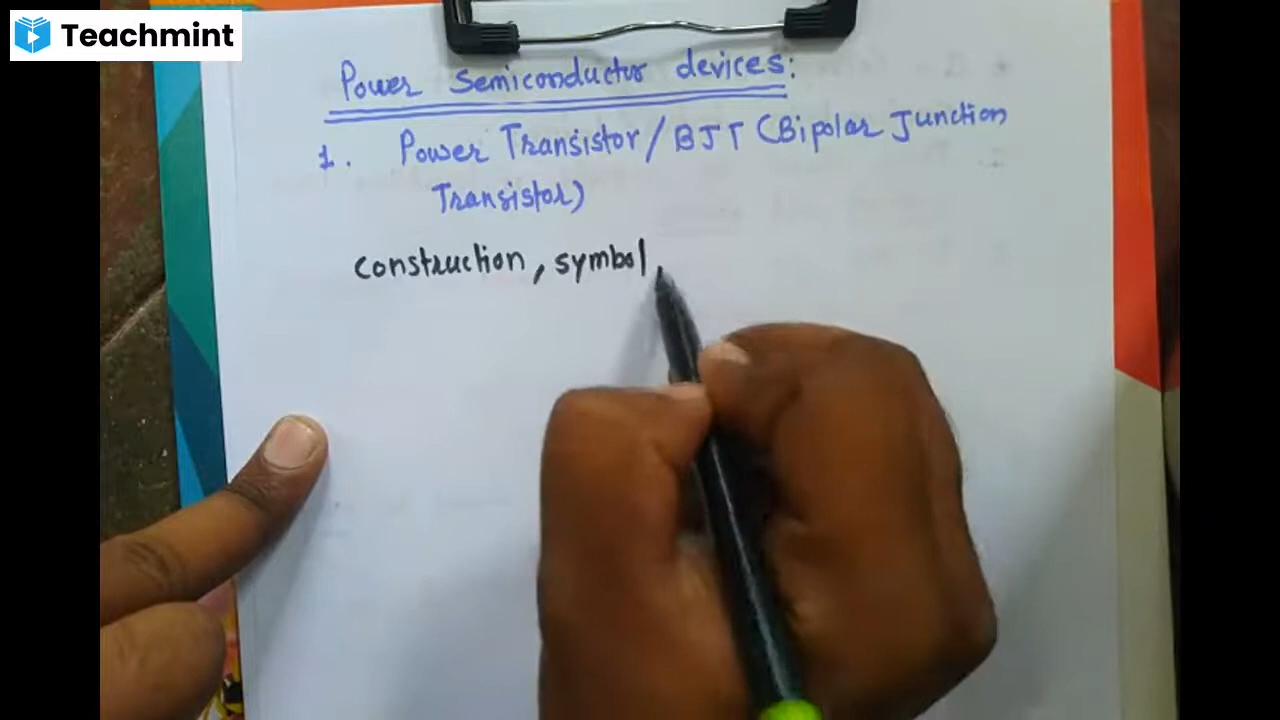 Teachmint
Power Semiconductor devices:
1. Power Transistor/BJT (Bipolar Junction
Transistor)
construction, symbol,